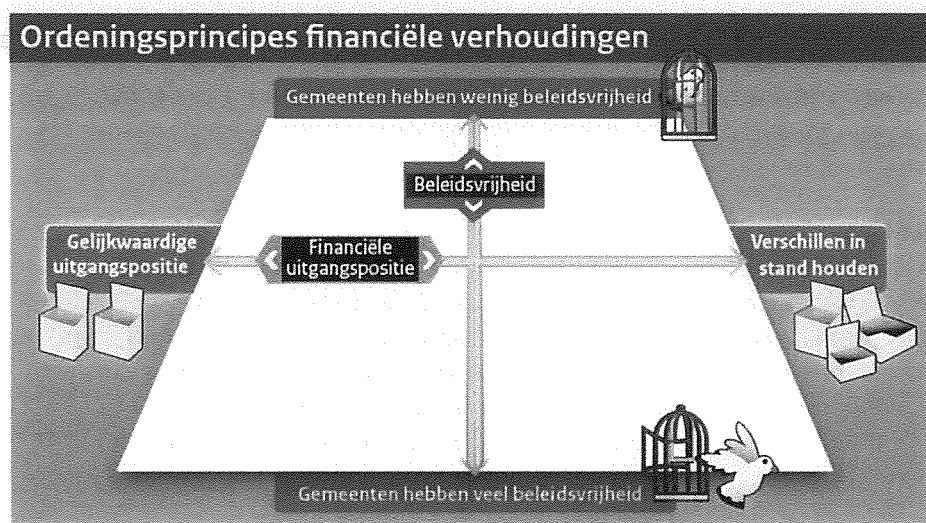 Ordeningsprincipes financiële verhoudingen
Gemeenten hebben weinig beleidsvrijheid
Beleidsvrijheid
Gelijkwaardige
uitgangspositie
Financiële
uitgangspositie
Verschillen in
stand houden
Gemeenten hebben veel beleidsvrijheid